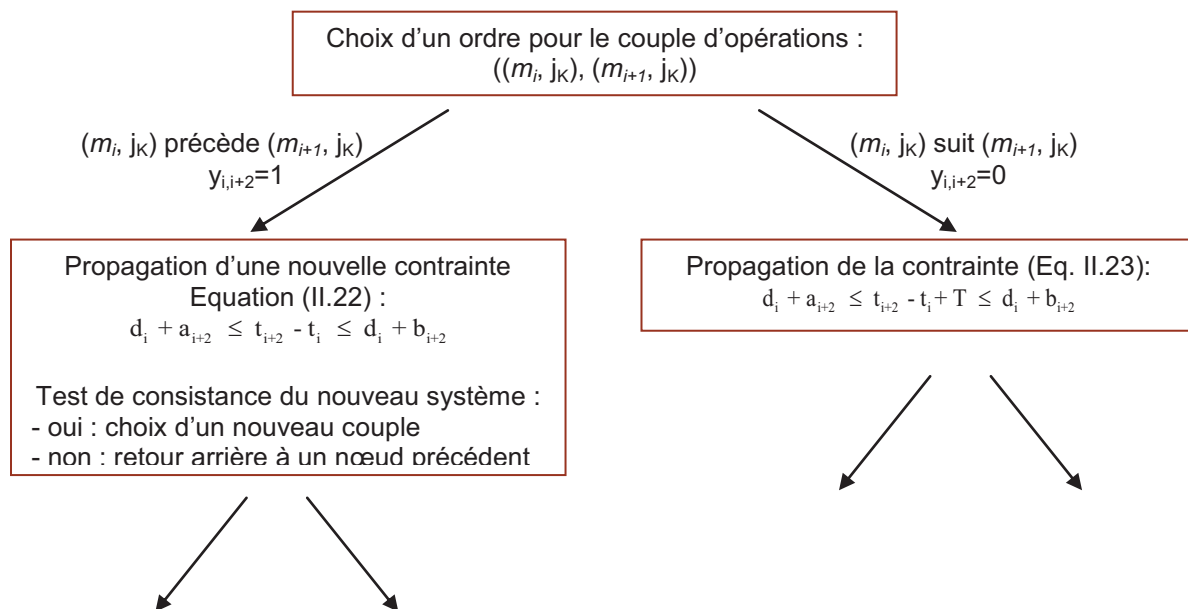 Choix d’un ordre pour le couple d’opérations :
((mᵢ, jK), (mᵢ₊₁, jK))
(mᵢ, jK) précède (mᵢ₊₁, jK)
yᵢ,ᵢ₊₂=1
(mᵢ, jK) suit (mᵢ₊₁, jK)
yᵢ,ᵢ₊₂=0
Propagation d’une nouvelle contrainte
Equation (II.22) :
dᵢ + aᵢ₊₂ ≤ tᵢ₊₂ - tᵢ ≤ dᵢ + bᵢ₊₂
Test de consistance du nouveau système :
- oui : choix d’un nouveau couple
- non : retour arrière à un nœud précédent
Propagation de la contrainte (Eq. II.23):
dᵢ + aᵢ₊₂ ≤ tᵢ₊₂ - tᵢ + T ≤ dᵢ + bᵢ₊₂